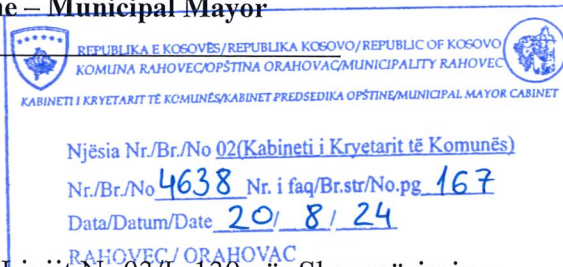 ne – Municipal Mayor
REPUBLIKA E KOSOVËS/REPUBLIKA KOSOVO/REPUBLIC OF KOSOVO
KOMUNA RAHOVEC/OPŠTINA ORAHOVAC/MUNICIPALITY RAHOVEC
KABINETI I KRYETARIT TË KOMUNËS/KABINET PREDSEDIKA OPŠTINE/MUNICIPAL MAYOR CABINET
Njësia Nr./Br./No 02(Kabineti i Kryetarit të Komunës)
Nr./Br./No 4638 Nr. i faq/Br.str/No.pg 167
Data/Datum/Date 20/ 8/ 24
RAHOVEC/ ORAHOVAC